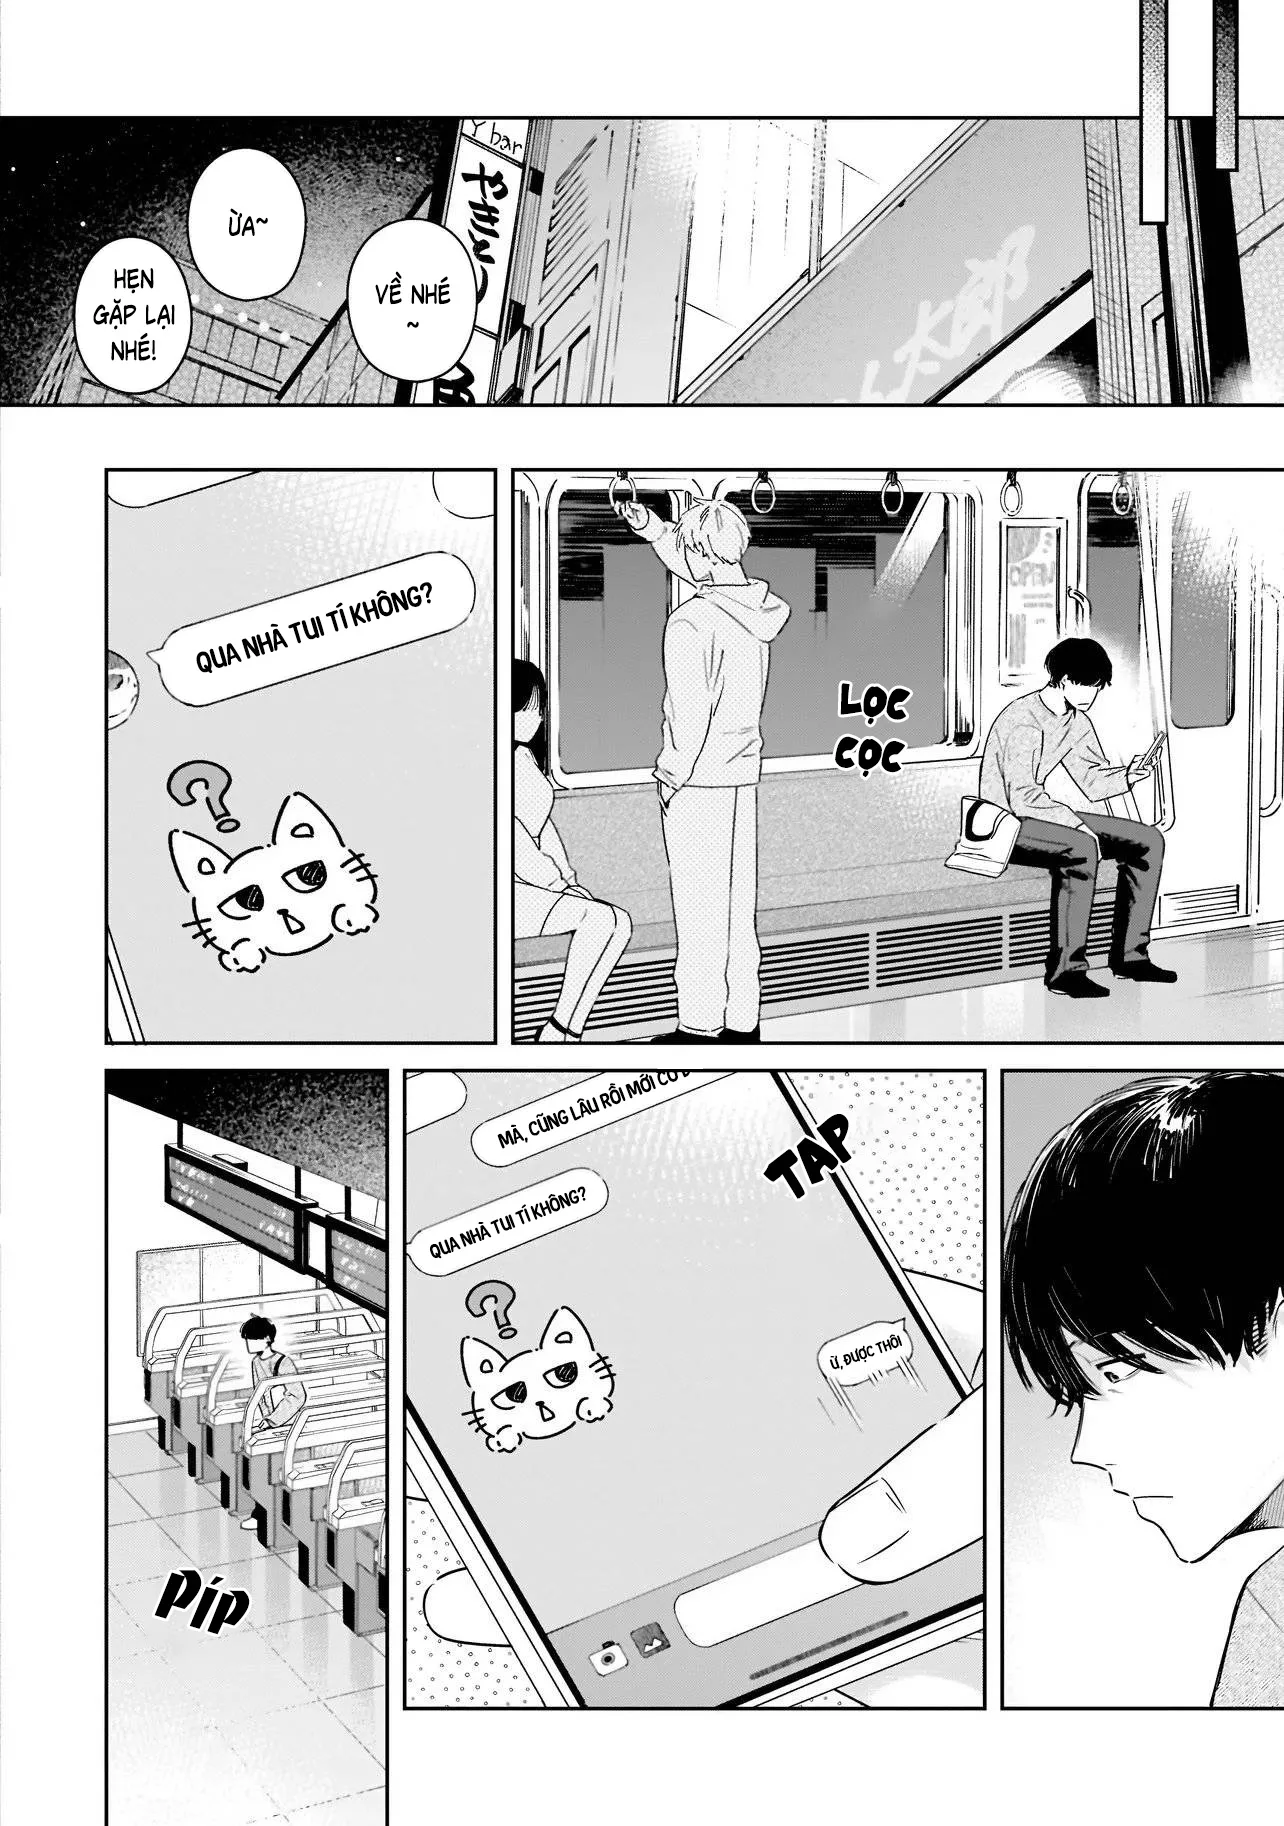 Y bar
VỀ NHÉ
~
ỪA~
HẸN
GẶP LẠI
NHÉ!
OPEN
LỌC
CỌC
QUA NHÀ TUI TÍ KHÔNG?
?
MÀ, CŨNG LÂU RỒI MỚI CÓ
QUA NHÀ TUI TÍ KHÔNG?
?
Ừ, ĐƯỢC THÔI
TAP
PÍP